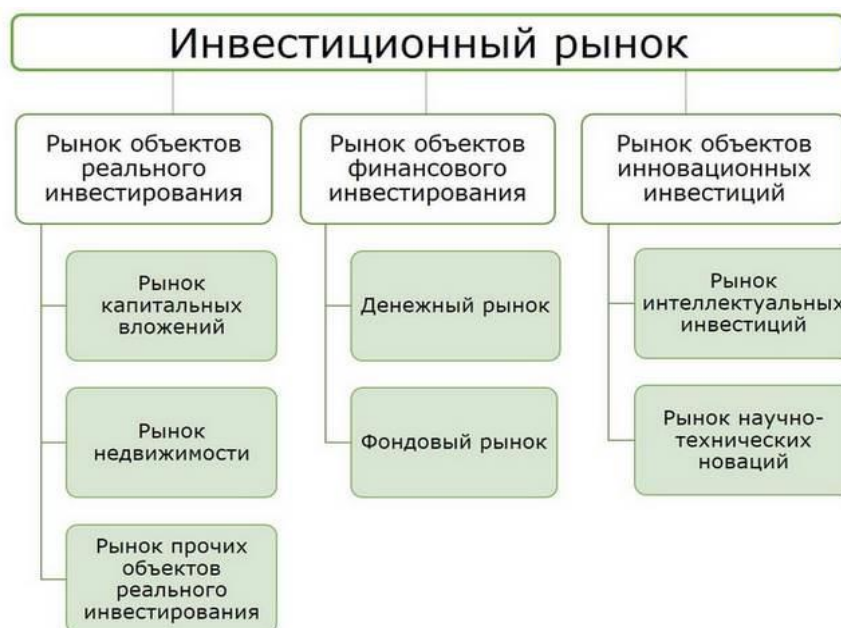 Инвестиционный рынок
Рынок объектов
реального
инвестирования
Рынок
капитальных
вложений
Рынок
недвижимости
Рынок прочих
объектов
реального
инвестирования
Рынок объектов
финансового
инвестирования
Денежный рынок
Фондовый рынок
Рынок объектов
инновационных
инвестиций
Рынок
интеллектуальных
инвестиций
Рынок научно-
технических
новаций